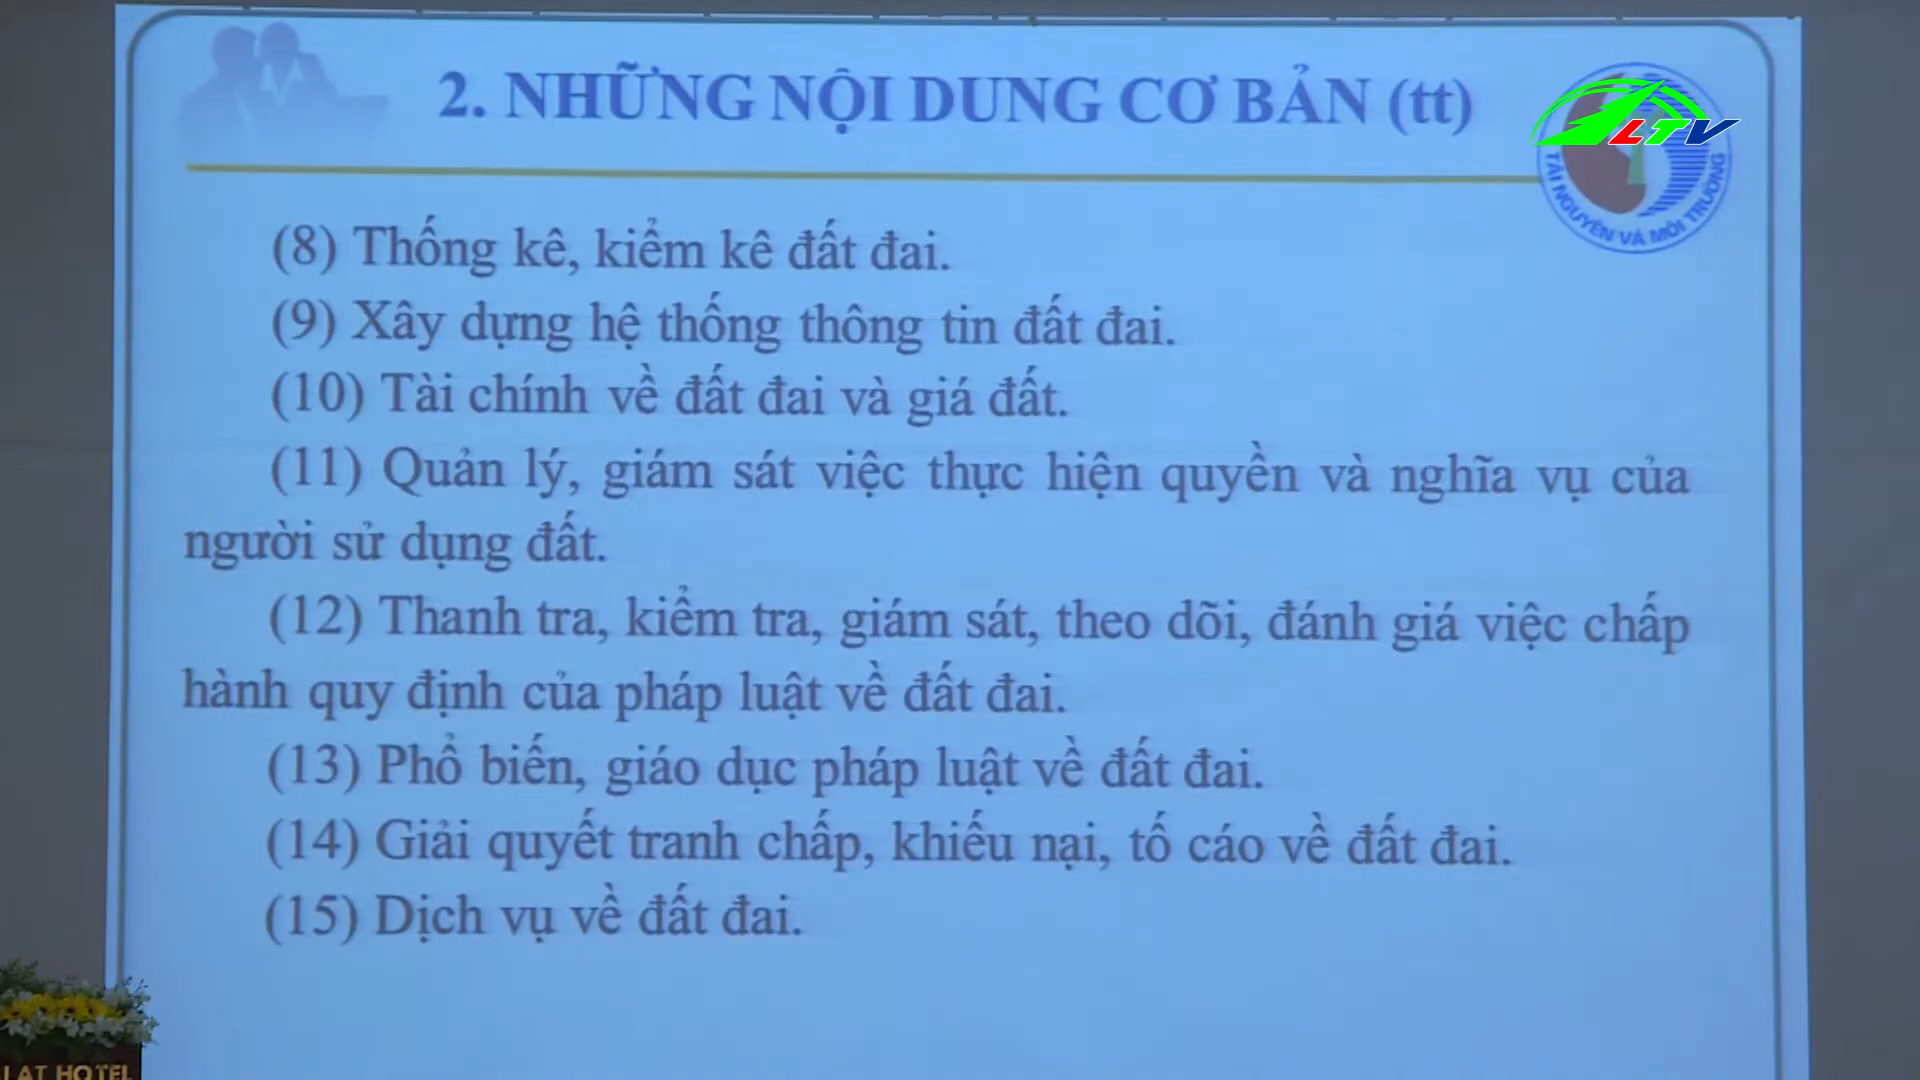 2. NHỮNG NỘI DUNG CƠ BẢN (tt)
LTV
TÀI NGUYÊN VÀ MÔI TRƯỜNG
(8) Thống kê, kiểm kê đất đai.
(9) Xây dựng hệ thống thông tin đất đai.
(10) Tài chính về đất đai và giá đất.
(11) Quản lý, giám sát việc thực hiện quyền và nghĩa vụ của
người sử dụng đất.
(12) Thanh tra, kiểm tra, giám sát, theo dõi, đánh giá việc chấp
hành quy định của pháp luật về đất đai.
(13) Phổ biến, giáo dục pháp luật về đất đai.
(14) Giải quyết tranh chấp, khiếu nại, tố cáo về đất đai.
(15) Dịch vụ về đất đai.
LAT HOTEL